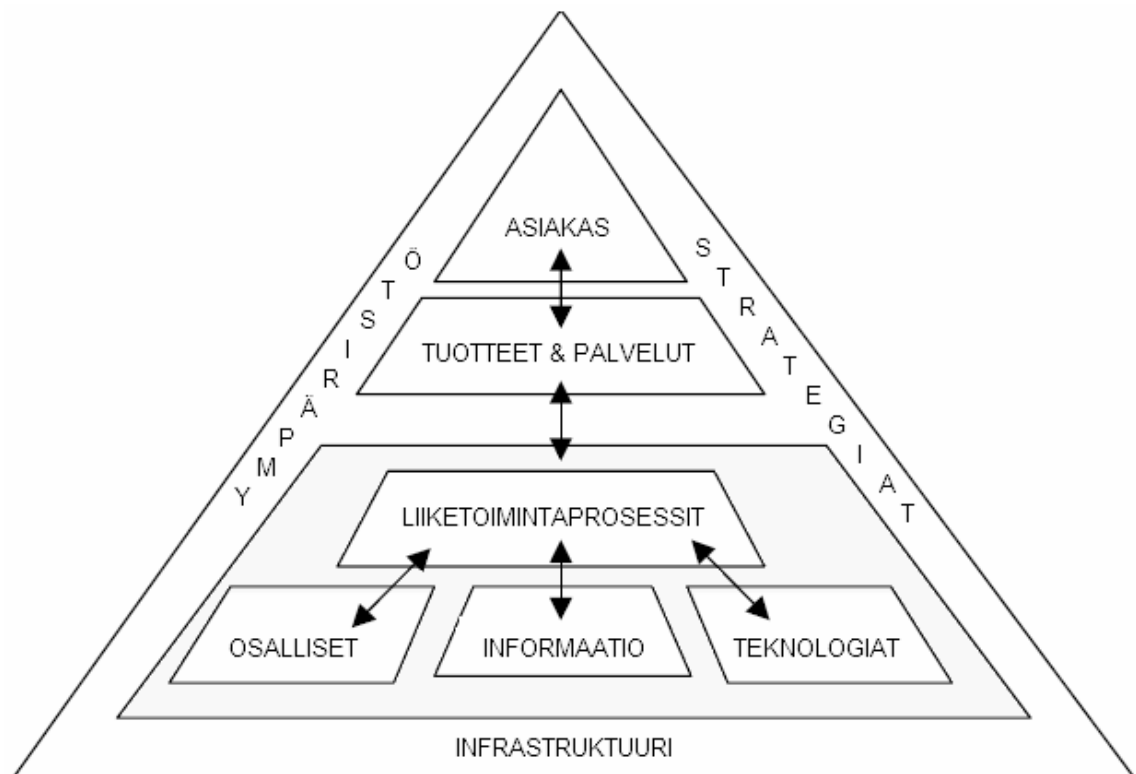 ASIAKAS
YMPÄRISTÖ
STRATEGIAT
TUOTTEET & PALVELUT
LIIKETOIMINTAPROSESSIT
OSALLISET
INFORMAATIO
TEKNOLOGIAT
INFRASTRUKTUURI